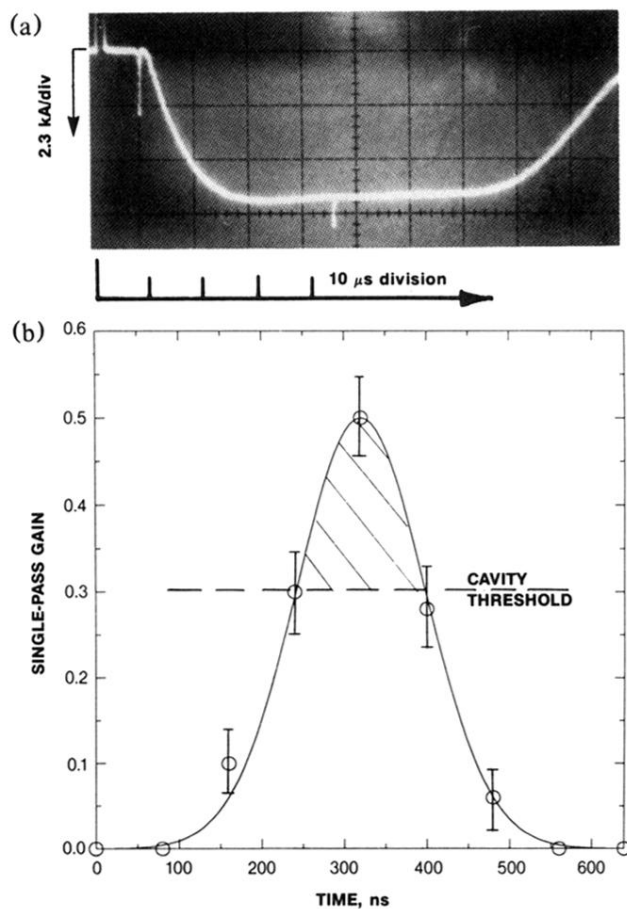 (a)
2.3 kA/div
10 μs division
(b)
0.6
0.5
0.4
0.3
0.2
0.1
0.0
SINGLE-PASS GAIN
CAVITY
THRESHOLD
0 100 200 300 400 500 600
TIME, ns